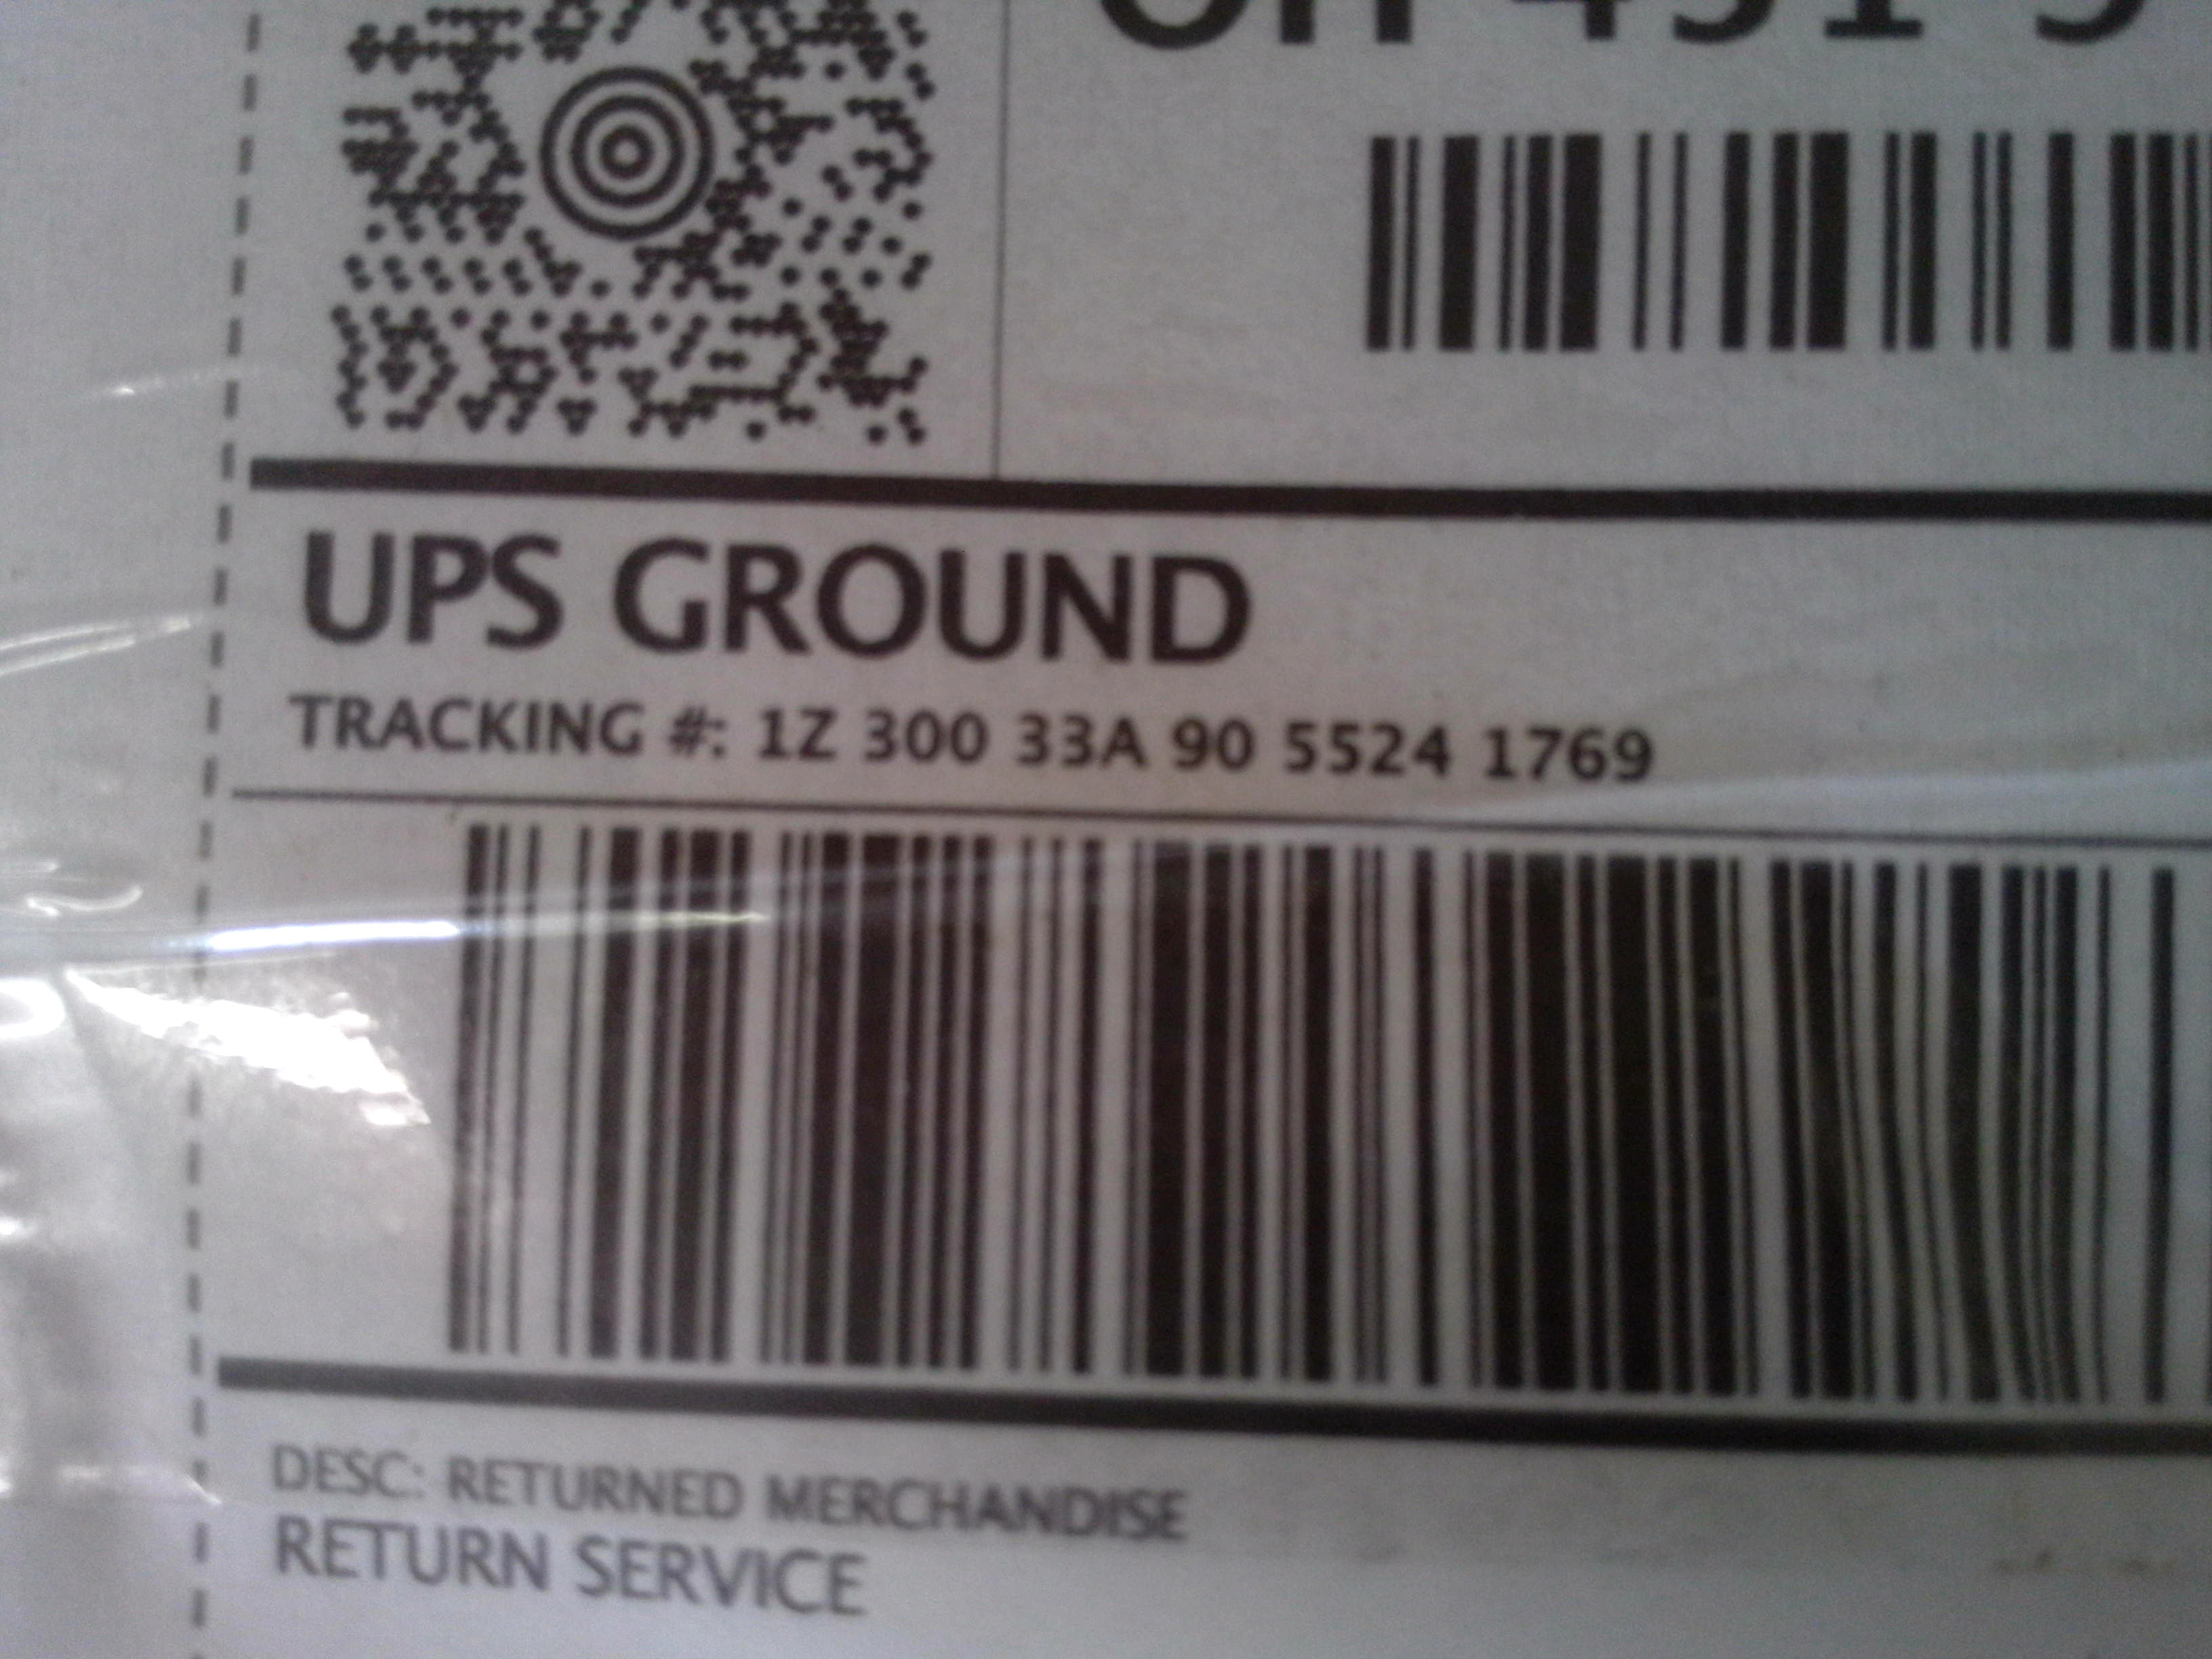 UPS GROUND
TRACKING #: 1Z 300 33A 90 5524 1769
DESC: RETURNED MERCHANDISE
RETURN SERVICE